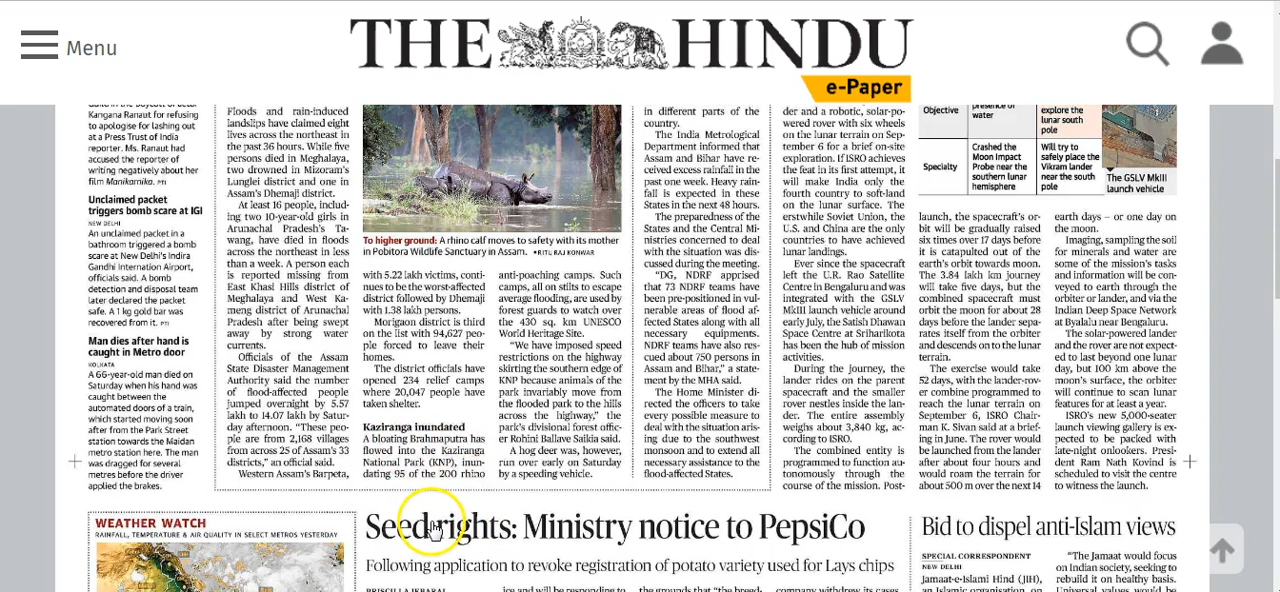 Menu
THE HINDU
e-Paper
Kangana Ranaut for refusing
to apologise for lashing out
at a Press Trust of India
reporter. Ms. Ranaut had
accused the reporter of
writing negatively about her
film Manikarnika. PTI
Unclaimed packet
triggers bomb scare at IGI
NEW DELHI
An unclaimed packet in a
bathroom triggered a bomb
scare at New Delhi's Indira
Gandhi International Airport,
officials said. A bomb
detection and disposal team
later declared the packet
safe. A 1 kg gold bar was
recovered from it. PTI
Man dies after hand is
caught in Metro door
KOLKATA
A 66-year-old man died on
Saturday when his hand was
caught between the
automated doors of a train,
which started moving soon
after from the Park Street
station towards the Maidan
metro station here. The man
was dragged for several
metres before the driver
applied the brakes.
Floods and rain-induced
landslips have claimed eight
lives across the northeast in
the past 36 hours. While five
persons died in Meghalaya,
two drowned in Mizoram's
Lunglei district and one in
Assam's Dhemaji district.
At least 16 people, includ-
ing two 10-year-old girls in
Arunachal Pradesh's Ta-
wang, have died in floods
across the northeast in less
than a week. A person each
is reported missing from
East Khasi Hills district of
Meghalaya and West Ka-
meng district of Arunachal
Pradesh after being swept
away by strong water
currents.
Officials of the Assam
State Disaster Management
Authority said the number
of flood-affected people
jumped overnight by 5.57
lakh to 14.07 lakh by Satur-
day afternoon. “These peo-
ple are from 2,168 villages
from across 25 of Assam's 33
districts,” an official said.
Western Assam's Barpeta,
To higher ground: A rhino calf moves to safety with its mother
in Pobitora Wildlife Sanctuary in Assam. •RITU RAJ KONWAR
with 5.22 lakh victims, conti-
nues to be the worst-affected
district followed by Dhemaji
with 1.38 lakh persons.
Morigaon district is third
on the list with 94,627 peo-
ple forced to leave their
homes.
The district officials have
opened 234 relief camps
where 20,047 people have
taken shelter.
Kaziranga inundated
A bloating Brahmaputra has
flowed into the Kaziranga
National Park (KNP), inun-
dating 95 of the 200 rhino
anti-poaching camps. Such
camps, all on stilts to escape
average flooding, are used by
forest guards to watch over
the 430 sq. km UNESCO
World Heritage Site.
“We have imposed speed
restrictions on the highway
skirting the southern edge of
KNP because animals of the
park invariably move from
the flooded park to the hills
across the highway,” the
park's divisional forest offic-
er Rohini Ballave Saikia said.
A hog deer was, however,
run over early on Saturday
by a speeding vehicle.
in different parts of the
country.
The India Metrological
Department informed that
Assam and Bihar have re-
ceived excess rainfall in the
past one week. Heavy rain-
fall is expected in these
States in the next 48 hours.
The preparedness of the
States and the Central Mi-
nistries concerned to deal
with the situation was dis-
cussed during the meeting.
“DG, NDRF apprised
that 73 NDRF teams have
been pre-positioned in vul-
nerable areas of flood af-
fected States along with all
necessary equipments.
NDRF teams have also res-
cued about 750 persons in
Assam and Bihar,” a state-
ment by the MHA said.
The Home Minister di-
rected the officers to take
every possible measure to
deal with the situation aris-
ing due to the southwest
monsoon and to extend all
necessary assistance to the
flood-affected States.
der and a robotic, solar-po-
wered rover with six wheels
on the lunar terrain on Sep-
tember 6 for a brief on-site
exploration. If ISRO achieves
the feat in its first attempt, it
will make India only the
fourth country to soft-land
on the lunar surface. The
erstwhile Soviet Union, the
U.S. and China are the only
countries to have achieved
lunar landings.
Ever since the spacecraft
left the U.R. Rao Satellite
Centre in Bengaluru and was
integrated with the GSLV
MkIII launch vehicle around
early July, the Satish Dhawan
Space Centre at Sriharikota
has been the hub of mission
activities.
During the journey, the
lander rides on the parent
spacecraft and the smaller
rover nestles inside the lan-
der. The entire assembly
weighs about 3,840 kg, ac-
cording to ISRO.
The combined entity is
programmed to function au-
tonomously through the
course of the mission. Post-
Objective
presence of
water
explore the
lunar south
pole
Specialty
Crashed the
Moon Impact
Probe near the
southern lunar
hemisphere
Will try to
safely place the
Vikram lander
near the south
pole
The GSLV MkIII
launch vehicle
launch, the spacecraft's or-
bit will be gradually raised
six times over 17 days before
it is catapulted out of the
earth's orbit towards moon.
The 3.84 lakh km journey
will take five days, but the
combined spacecraft must
orbit the moon for about 28
days before the lander sepa-
rates itself from the orbiter
and descends on to the lunar
terrain.
The exercise would take
52 days, with the lander-rov-
er combine programmed to
reach the lunar terrain on
September 6, ISRO Chair-
man K. Sivan said at a brief-
ing in June. The rover would
be launched from the lander
after about four hours and
would roam the terrain for
about 500 m over the next 14
earth days – or one day on
the moon.
Imaging, sampling the soil
for minerals and water are
some of the mission's tasks
and information will be con-
veyed to earth through the
orbiter or lander, and via the
Indian Deep Space Network
at Byalalu near Bengaluru.
The solar-powered lander
and the rover are not expect-
ed to last beyond one lunar
day, but 100 km above the
moon's surface, the orbiter
will continue to scan lunar
features for at least a year.
ISRO's new 5,000-seater
launch viewing gallery is ex-
pected to be packed with
late-night onlookers. Presi-
dent Ram Nath Kovind is
scheduled to visit the centre
to witness the launch.
WEATHER WATCH
RAINFALL, TEMPERATURE & AIR QUALITY IN SELECT METROS YESTERDAY
Seed rights: Ministry notice to PepsiCo
Following application to revoke registration of potato variety used for Lays chips
ice and will be responding to
the grounds that “the breed-
company withdrew its cases
Bid to dispel anti-Islam views
SPECIAL CORRESPONDENT
NEW DELHI
Jamaat-e-Islami Hind (JIH),
an Islamic organisation, on
“The Jamaat would focus
on Indian society, seeking to
rebuild it on healthy basis.
Universal values would be